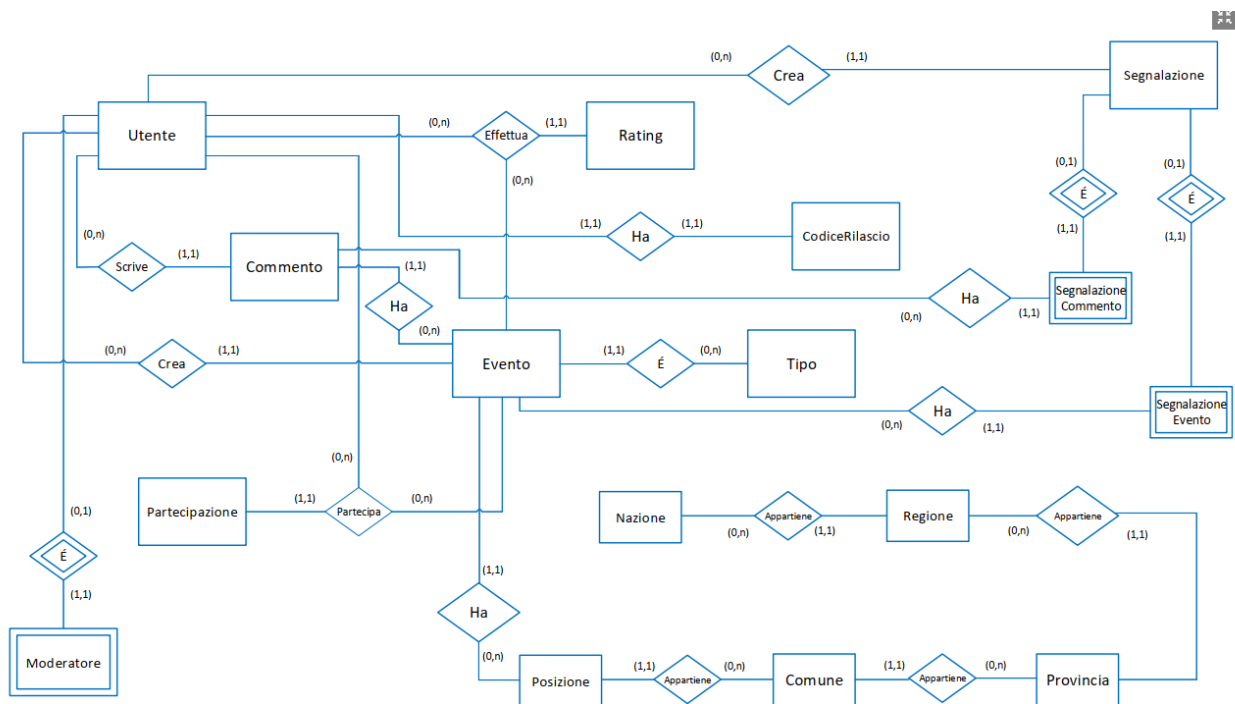 (0,n)
Crea
(1,1)
Segnalazione
Utente
(0,n)
Effettua
(1,1)
Rating
(0,n)
(0,1)
É
(1,1)
(0,1)
É
(1,1)
(0,n)
Scrive
(1,1)
Commento
(1,1)
Ha
(1,1)
CodiceRilascio
(1,1)
Ha
(0,n)
(0,n)
Ha
(1,1)
Segnalazione
Commento
(0,n)
Crea
(1,1)
Evento
(1,1)
É
(0,n)
Tipo
(0,n)
Ha
(1,1)
Segnalazione
Evento
(0,n)
Partecipazione
(1,1)
Partecipa
(0,n)
Nazione
(0,n)
Appartiene
(1,1)
Regione
(0,n)
Appartiene
(1,1)
(0,1)
É
(1,1)
Moderatore
(1,1)
Ha
(0,n)
Posizione
(1,1)
Appartiene
(0,n)
Comune
(1,1)
Appartiene
(0,n)
Provincia